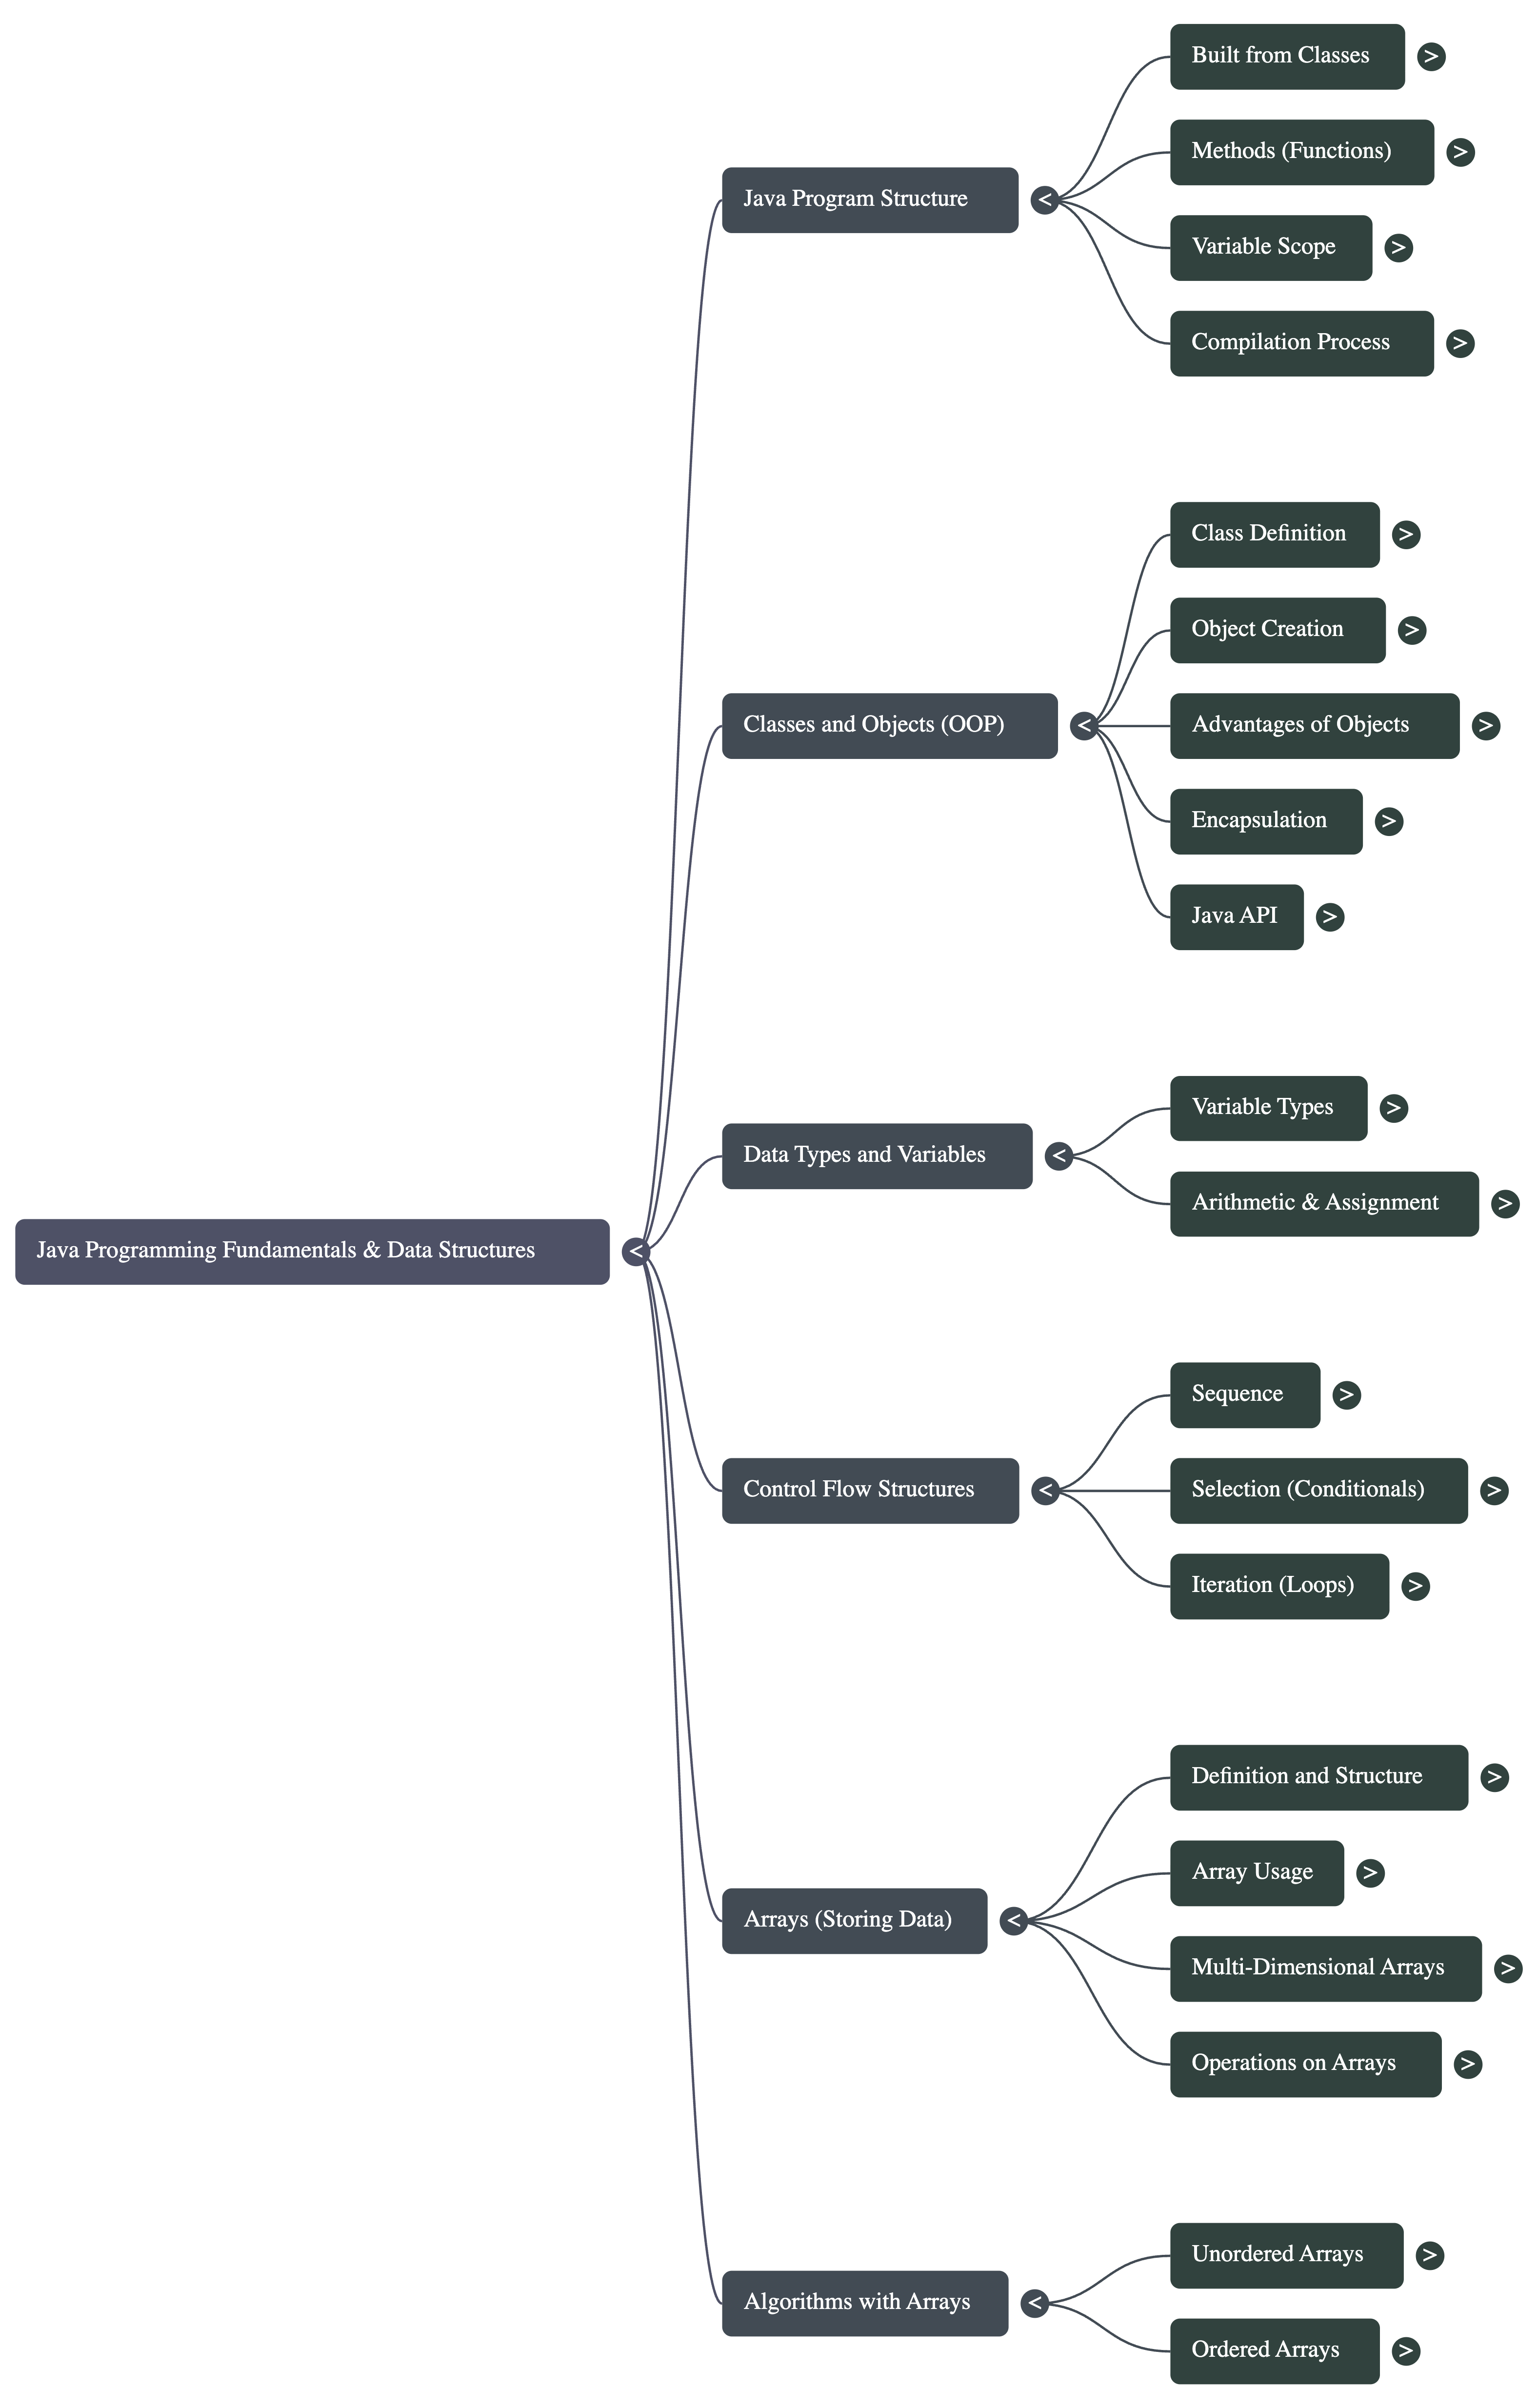 Java Programming Fundamentals & Data Structures <
Java Program Structure <
Built from Classes >
Methods (Functions) >
Variable Scope >
Compilation Process >
Classes and Objects (OOP) <
Class Definition >
Object Creation >
Advantages of Objects >
Encapsulation >
Java API >
Data Types and Variables <
Variable Types >
Arithmetic & Assignment >
Control Flow Structures <
Sequence >
Selection (Conditionals) >
Iteration (Loops) >
Arrays (Storing Data) <
Definition and Structure >
Array Usage >
Multi-Dimensional Arrays >
Operations on Arrays >
Algorithms with Arrays <
Unordered Arrays >
Ordered Arrays >